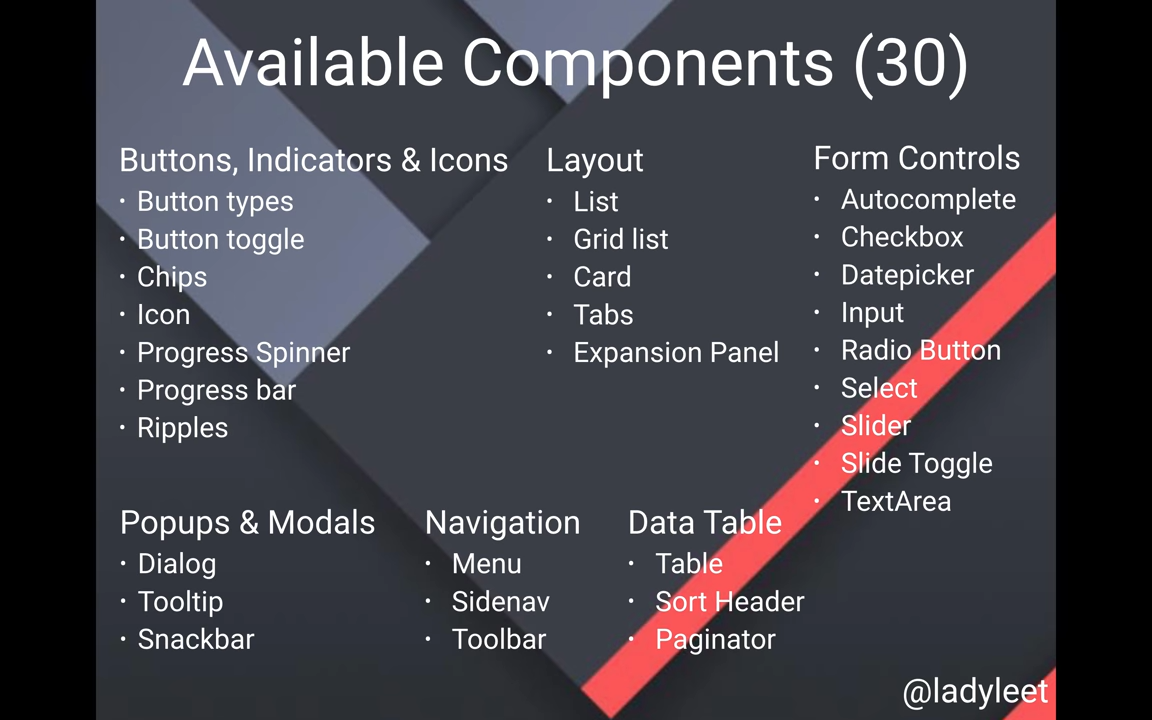 Available Components (30)
Buttons, Indicators & Icons
• Button types
• Button toggle
• Chips
• Icon
• Progress Spinner
• Progress bar
• Ripples
Layout
• List
• Grid list
• Card
• Tabs
• Expansion Panel
Form Controls
• Autocomplete
• Checkbox
• Datepicker
• Input
• Radio Button
• Select
• Slider
• Slide Toggle
• TextArea
Popups & Modals
• Dialog
• Tooltip
• Snackbar
Navigation
• Menu
• Sidenav
• Toolbar
Data Table
• Table
• Sort Header
• Paginator
@ladyleet